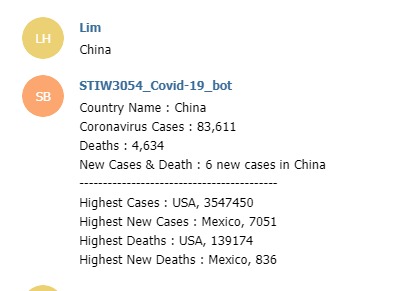 LH
Lim
China
SB
STIW3054_Covid-19_bot
Country Name : China
Coronavirus Cases : 83,611
Deaths : 4,634
New Cases & Death : 6 new cases in China
------------------------------------------
Highest Cases : USA, 3547450
Highest New Cases : Mexico, 7051
Highest Deaths : USA, 139174
Highest New Deaths : Mexico, 836